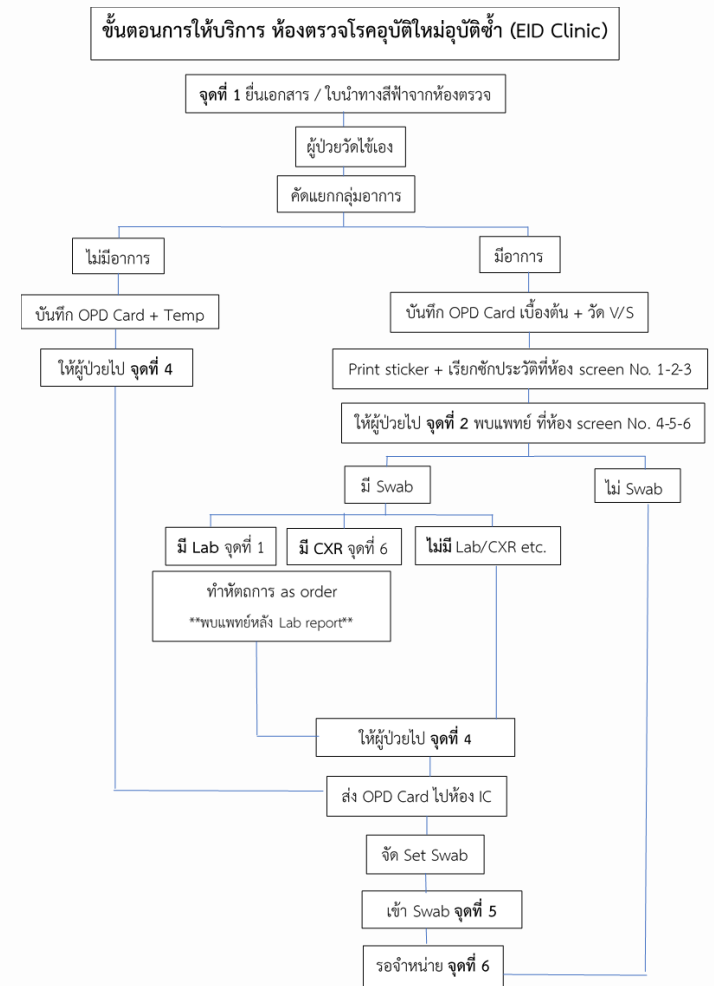 ขั้นตอนการให้บริการ ห้องตรวจโรคอุบัติใหม่อุบัติซ้ำ (EID Clinic)
จุดที่ 1 ยื่นเอกสาร / ใบนำทางสีฟ้าจากห้องตรวจ
ผู้ป่วยวัดไข้เอง
คัดแยกกลุ่มอาการ
ไม่มีอาการ
มีอาการ
บันทึก OPD Card + Temp
บันทึก OPD Card เบื้องต้น + วัด V/S
ให้ผู้ป่วยไป จุดที่ 4
Print sticker + เรียกซักประวัติที่ห้อง screen No. 1-2-3
ให้ผู้ป่วยไป จุดที่ 2 พบแพทย์ ที่ห้อง screen No. 4-5-6
มี Swab
ไม่ Swab
มี Lab จุดที่ 1
มี CXR จุดที่ 6
ไม่มี Lab/CXR etc.
ทำหัตถการ as order
**พบแพทย์หลัง Lab report**
ให้ผู้ป่วยไป จุดที่ 4
ส่ง OPD Card ไปห้อง IC
จัด Set Swab
เข้า Swab จุดที่ 5
รอจำหน่าย จุดที่ 6